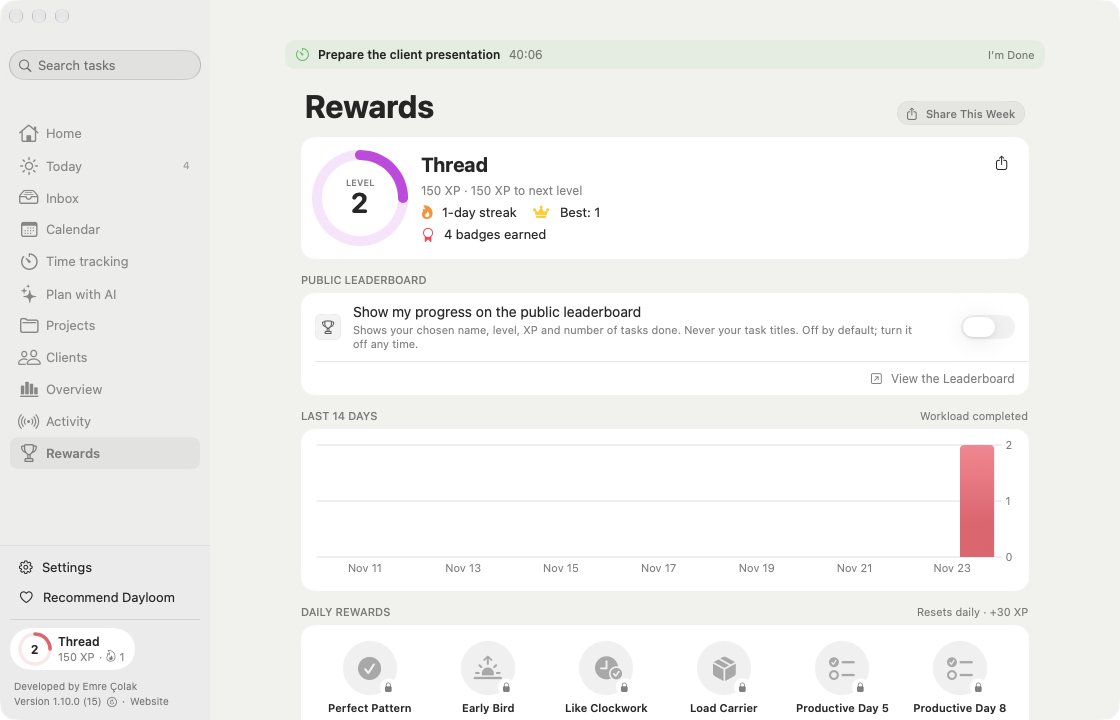 Search tasks
Home
Today 4
Inbox
Calendar
Time tracking
Plan with AI
Projects
Clients
Overview
Activity
Rewards
Settings
Recommend Dayloom
2
Thread
150 XP · 1
Developed by Emre Çolak
Version 1.10.0 (15) · Website
Prepare the client presentation 40:06
I'm Done
Rewards
Share This Week
LEVEL
2
Thread
150 XP · 150 XP to next level
1-day streak Best: 1
4 badges earned
PUBLIC LEADERBOARD
Show my progress on the public leaderboard
Shows your chosen name, level, XP and number of tasks done. Never your task titles. Off by default; turn it
off any time.
View the Leaderboard
LAST 14 DAYS
Workload completed
2
1
0
Nov 11 Nov 13 Nov 15 Nov 17 Nov 19 Nov 21 Nov 23
DAILY REWARDS
Resets daily · +30 XP
Perfect Pattern Early Bird Like Clockwork Load Carrier Productive Day 5 Productive Day 8